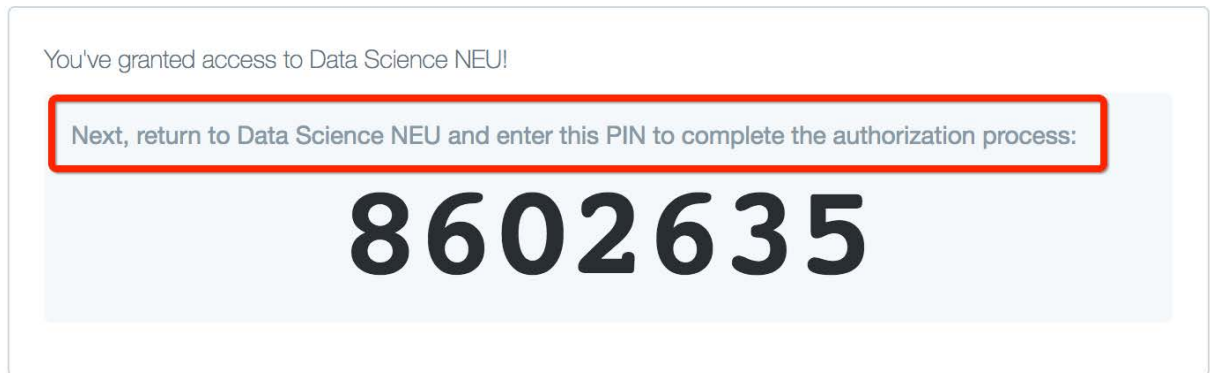 You've granted access to Data Science NEU!
Next, return to Data Science NEU and enter this PIN to complete the authorization process:
8602635